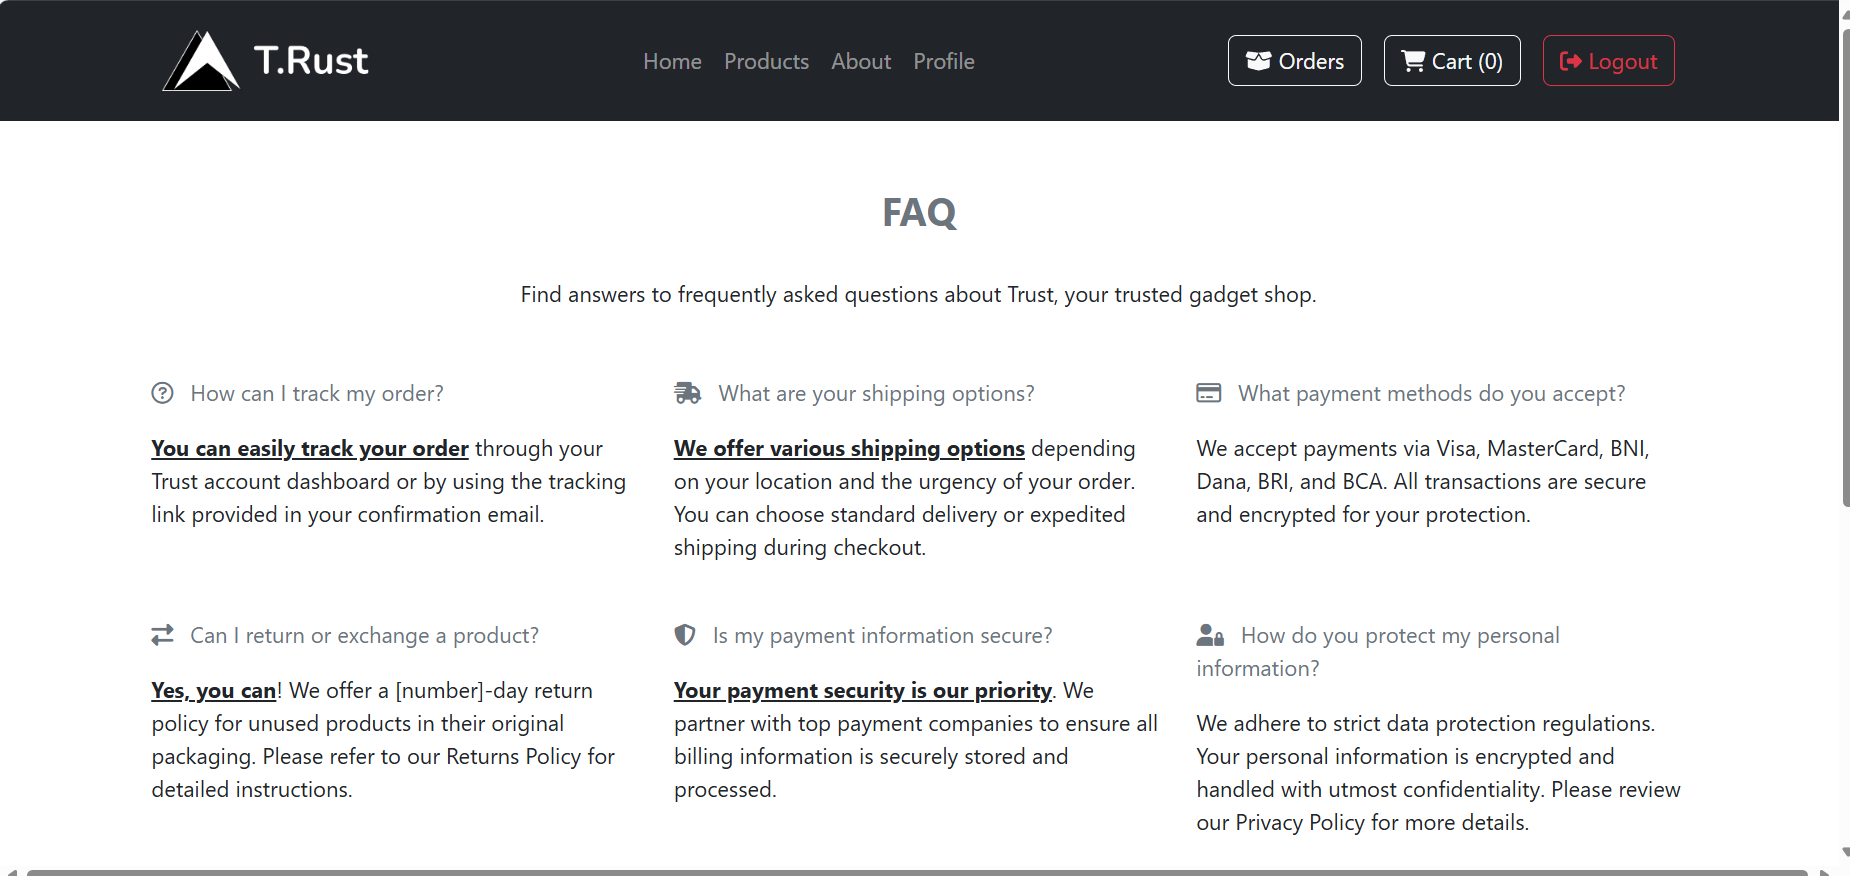 T.Rust
Home Products About Profile
Orders Cart (0) Logout
FAQ
Find answers to frequently asked questions about Trust, your trusted gadget shop.
How can I track my order?
You can easily track your order through your
Trust account dashboard or by using the tracking
link provided in your confirmation email.
What are your shipping options?
We offer various shipping options depending
on your location and the urgency of your order.
You can choose standard delivery or expedited
shipping during checkout.
What payment methods do you accept?
We accept payments via Visa, MasterCard, BNI,
Dana, BRI, and BCA. All transactions are secure
and encrypted for your protection.
Can I return or exchange a product?
Yes, you can! We offer a [number]-day return
policy for unused products in their original
packaging. Please refer to our Returns Policy for
detailed instructions.
Is my payment information secure?
Your payment security is our priority. We
partner with top payment companies to ensure all
billing information is securely stored and
processed.
How do you protect my personal
information?
We adhere to strict data protection regulations.
Your personal information is encrypted and
handled with utmost confidentiality. Please review
our Privacy Policy for more details.